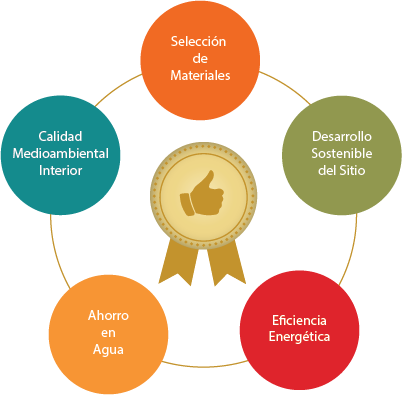 Selección
de
Materiales
Desarrollo
Sostenible
del Sitio
Eficiencia
Energética
Ahorro
en
Agua
Calidad
Medioambiental
Interior